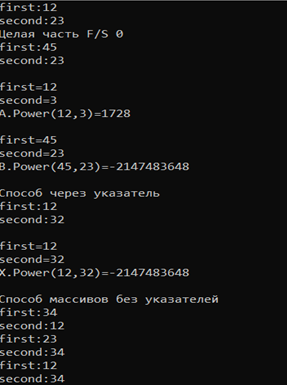 first:12
second:23
Целая часть F/S 0
first:45
second:23
first=12
second=3
A.Power(12,3)=1728
first=45
second=23
B.Power(45,23)=-2147483648
Способ через указатель
first:12
second:32
first=12
second=32
X.Power(12,32)=-2147483648
Способ массивов без указателей
first:34
second:12
first:23
second:34
first:12
second:34